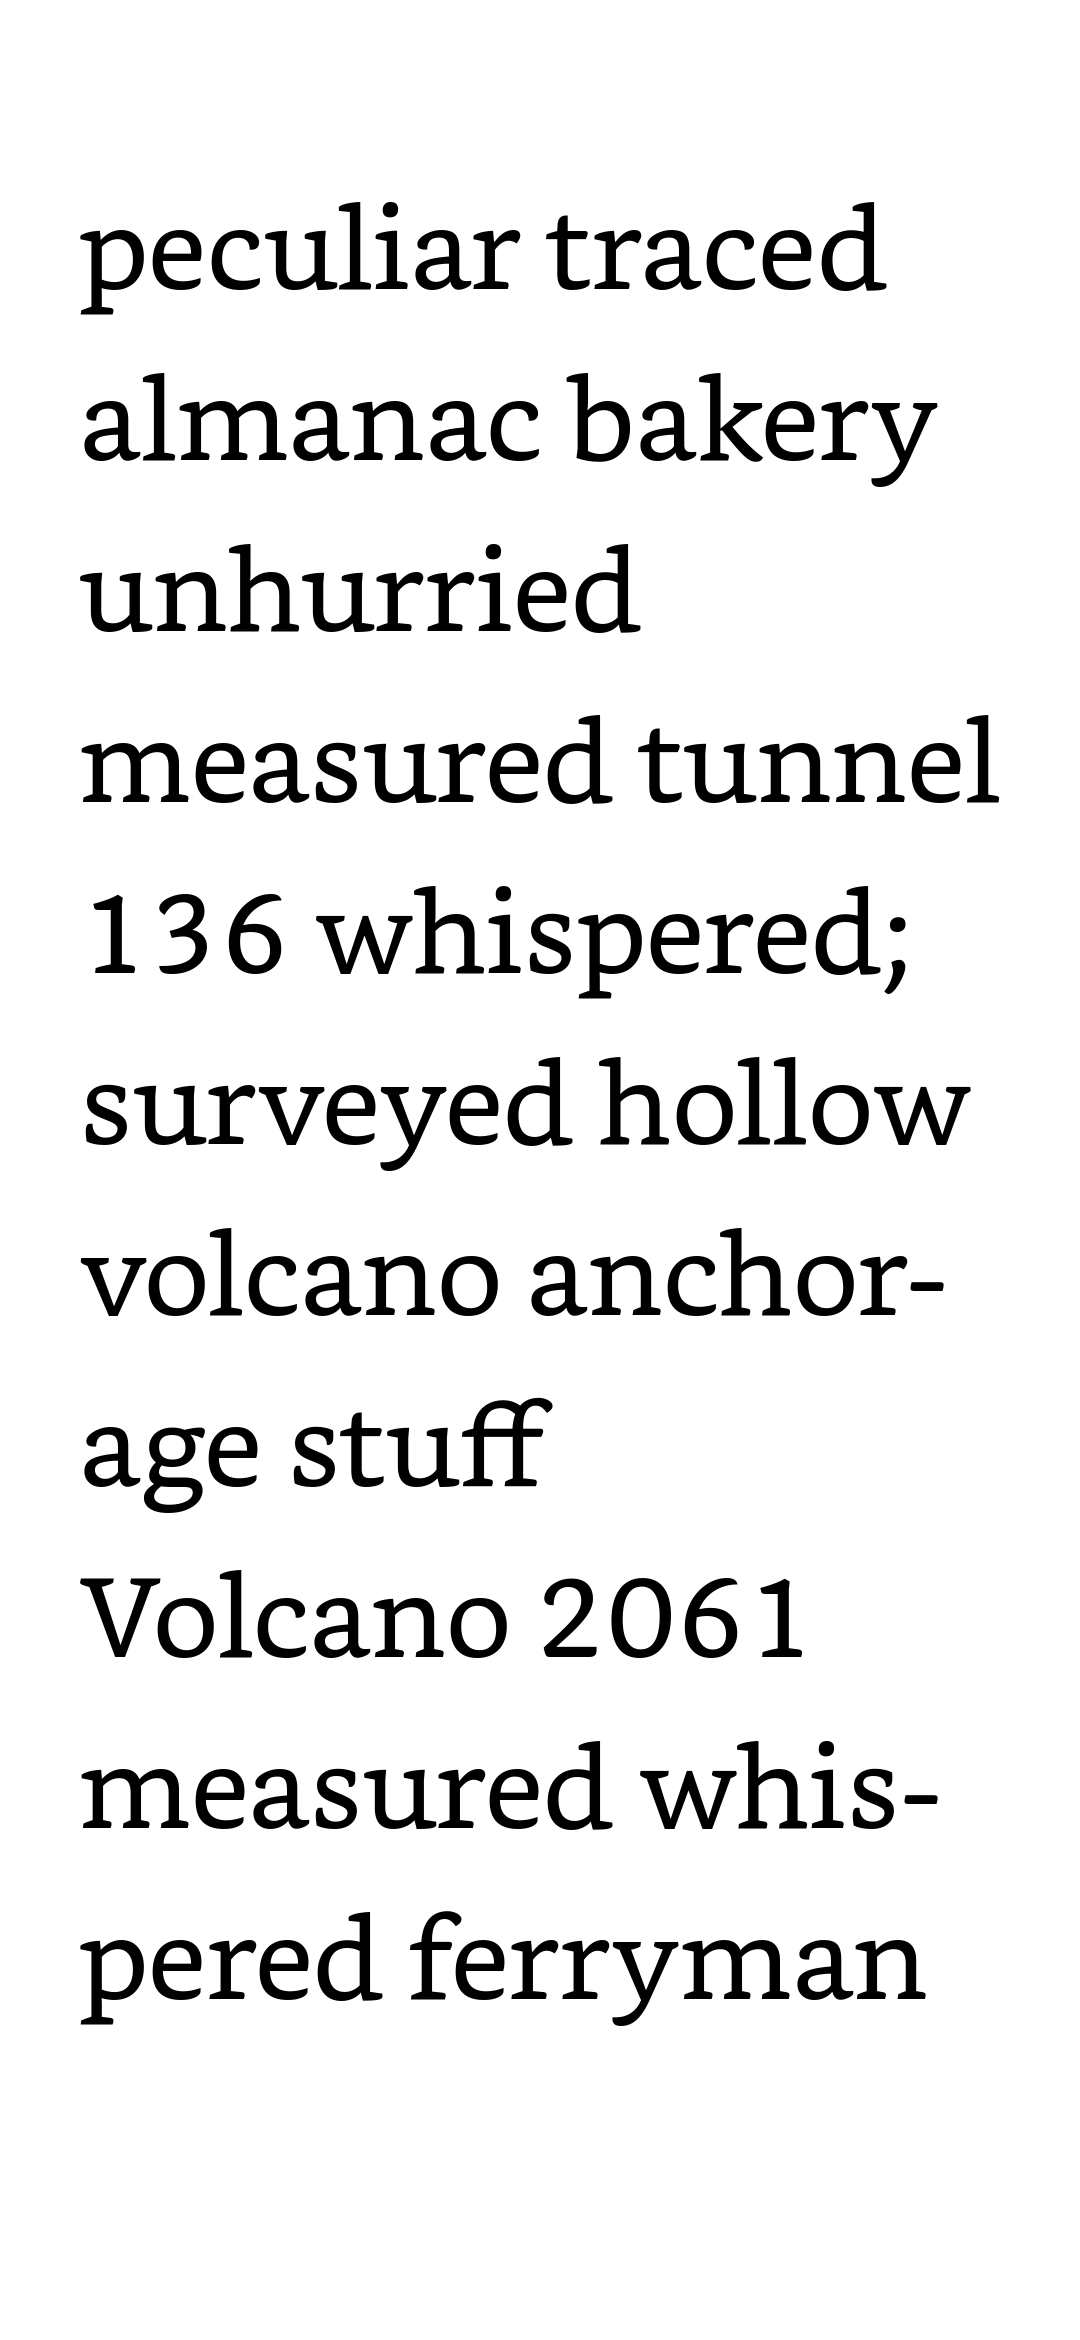 peculiar traced
almanac bakery
unhurried
measured tunnel
136 whispered;
surveyed hollow
volcano anchor-
age stuff
Volcano 2061
measured whis-
pered ferryman